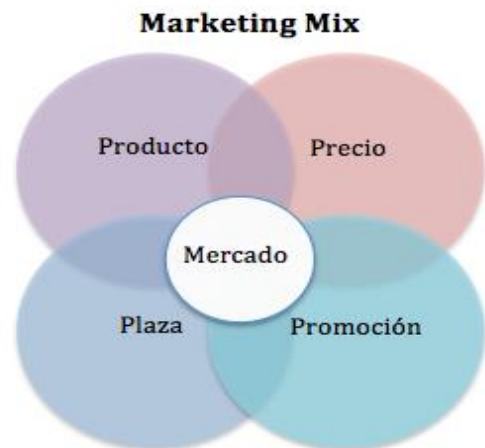 Marketing Mix
Producto
Precio
Mercado
Plaza
Promoción